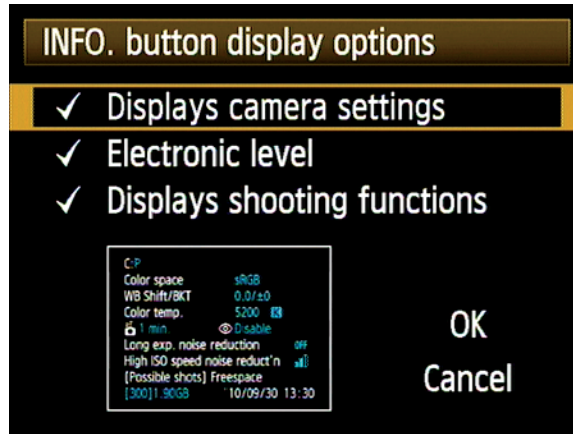 INFO. button display options
✓ Displays camera settings
✓ Electronic level
✓ Displays shooting functions
C:P
Color space sRGB
WB Shift/BKT 0.0/±0
Color temp. 5200 K
1 min. Disable
Long exp. noise reduction OFF
High ISO speed noise reduct'n
[Possible shots] Freespace
[300]1.90GB '10/09/30 13:30
OK
Cancel